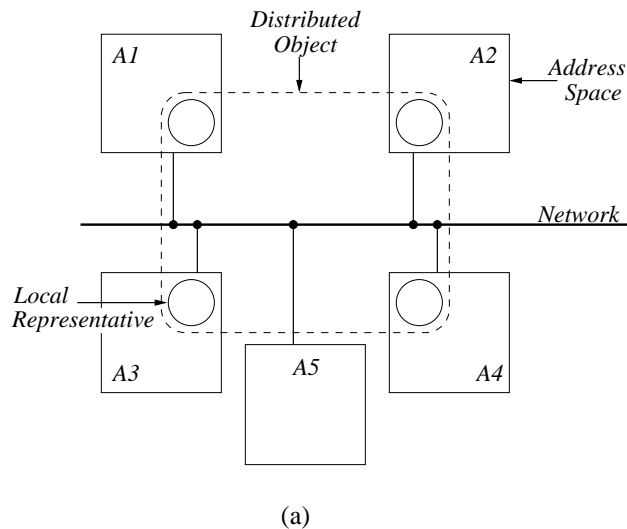 Distributed
Object
A1
A2
Address
Space
Network
Local
Representative
A3
A5
A4
(a)